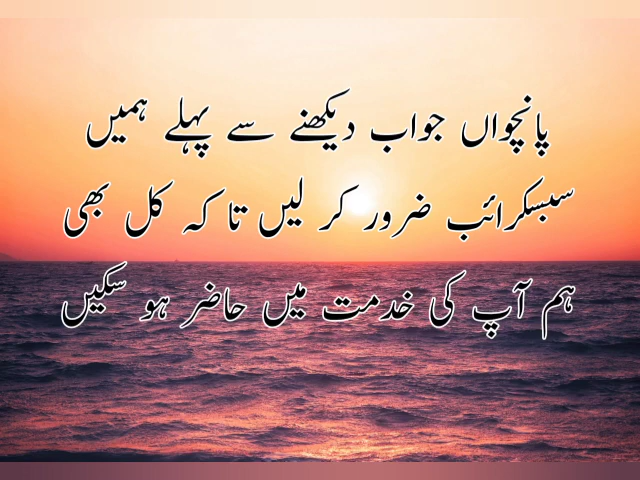 پانچواں جواب دیکھنے سے پہلے ہمیں
سبسکرائب ضرور کر لیں تا کہ کل بھی
ہم آپ کی خدمت میں حاضر ہو سکیں